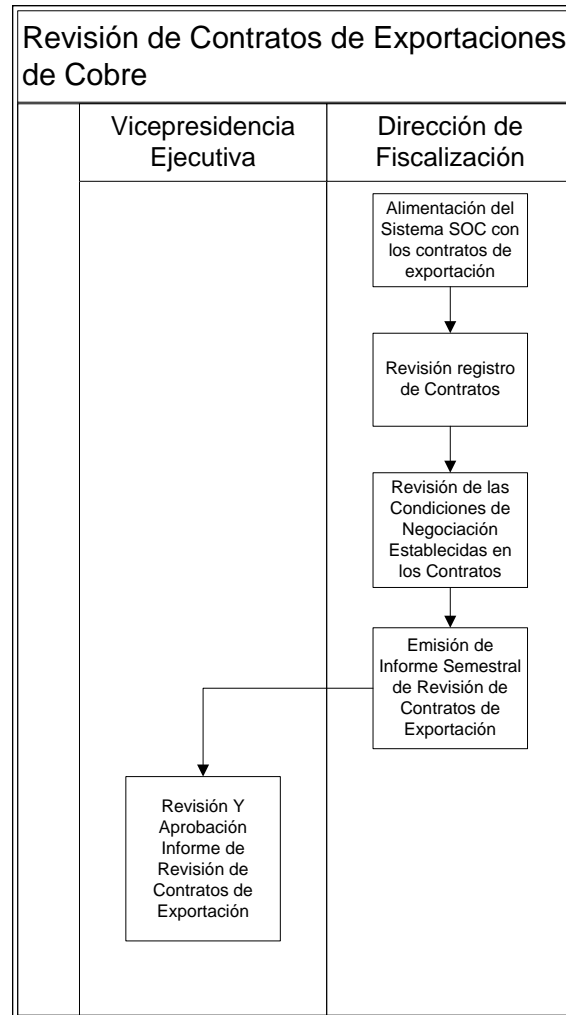 Revisión de Contratos de Exportaciones
de Cobre
Vicepresidencia
Ejecutiva
Dirección de
Fiscalización
Alimentación del
Sistema SOC con
los contratos de
exportación
Revisión registro
de Contratos
Revisión de las
Condiciones de
Negociación
Establecidas en
los Contratos
Emisión de
Informe Semestral
de Revisión de
Contratos de
Exportación
Revisión Y
Aprobación
Informe de
Revisión de
Contratos de
Exportación